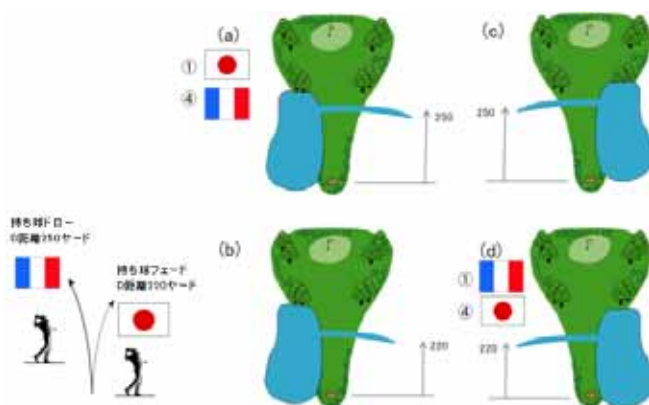 (a)
①
④
250
(c)
250
持ち球ドロー
D距離250ヤード
持ち球フェード
D距離220ヤード
(b)
220
(d)
①
④
220